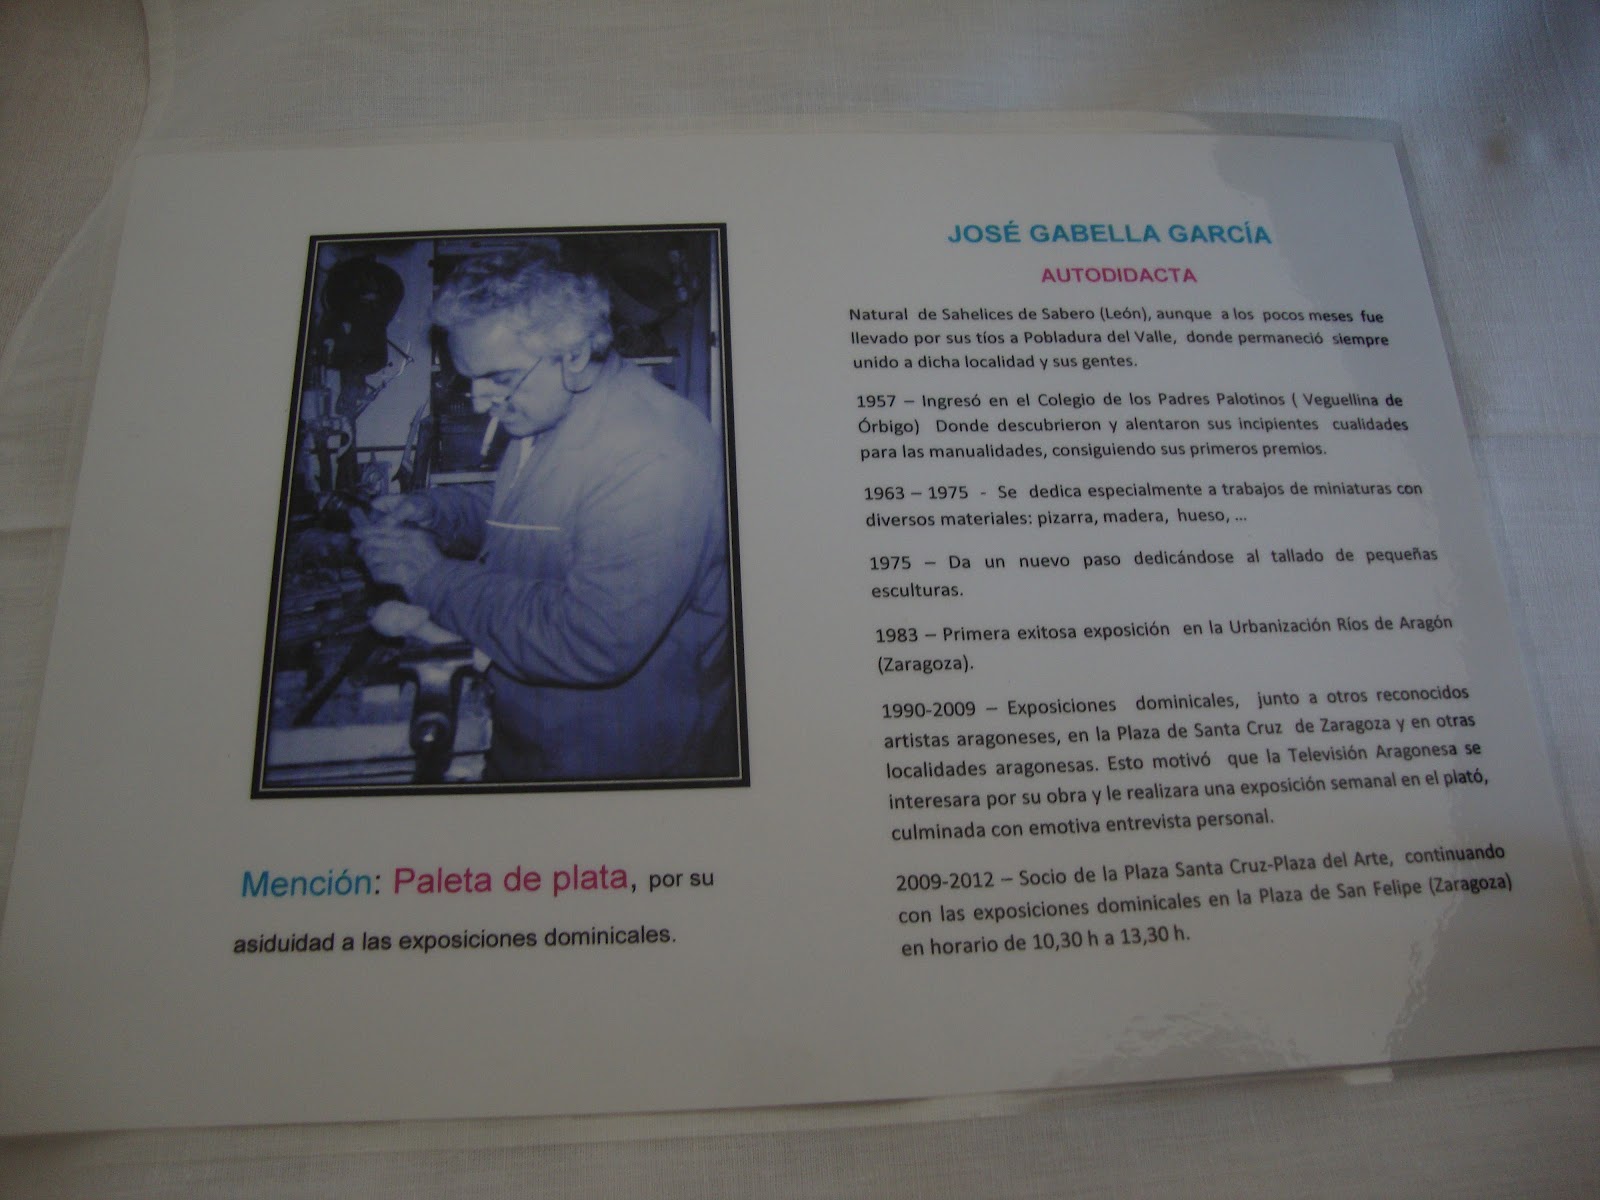 JOSÉ GABELLA GARCÍA
AUTODIDACTA
Natural de Sahelices de Sabero (León), aunque a los pocos meses fue
llevado por sus tíos a Pobladura del Valle, donde permaneció siempre
unido a dicha localidad y sus gentes.
1957 – Ingresó en el Colegio de los Padres Palotinos ( Veguellina de
Órbigo) Donde descubrieron y alentaron sus incipientes cualidades
para las manualidades, consiguiendo sus primeros premios.
1963 – 1975 - Se dedica especialmente a trabajos de miniaturas con
diversos materiales: pizarra, madera, hueso, ...
1975 – Da un nuevo paso dedicándose al tallado de pequeñas
esculturas.
1983 – Primera exitosa exposición en la Urbanización Ríos de Aragón
(Zaragoza).
1990-2009 – Exposiciones dominicales, junto a otros reconocidos
artistas aragoneses, en la Plaza de Santa Cruz de Zaragoza y en otras
localidades aragonesas. Esto motivó que la Televisión Aragonesa se
interesara por su obra y le realizara una exposición semanal en el plató,
culminada con emotiva entrevista personal.
2009-2012 – Socio de la Plaza Santa Cruz-Plaza del Arte, continuando
con las exposiciones dominicales en la Plaza de San Felipe (Zaragoza)
en horario de 10,30 h a 13,30 h.
Mención: Paleta de plata, por su
asiduidad a las exposiciones dominicales.